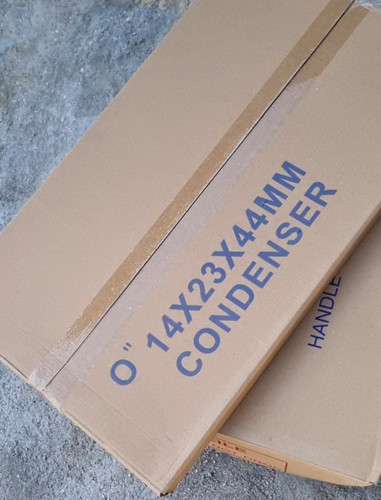 O" 14X23X44MM
CONDENSER
HANDLE